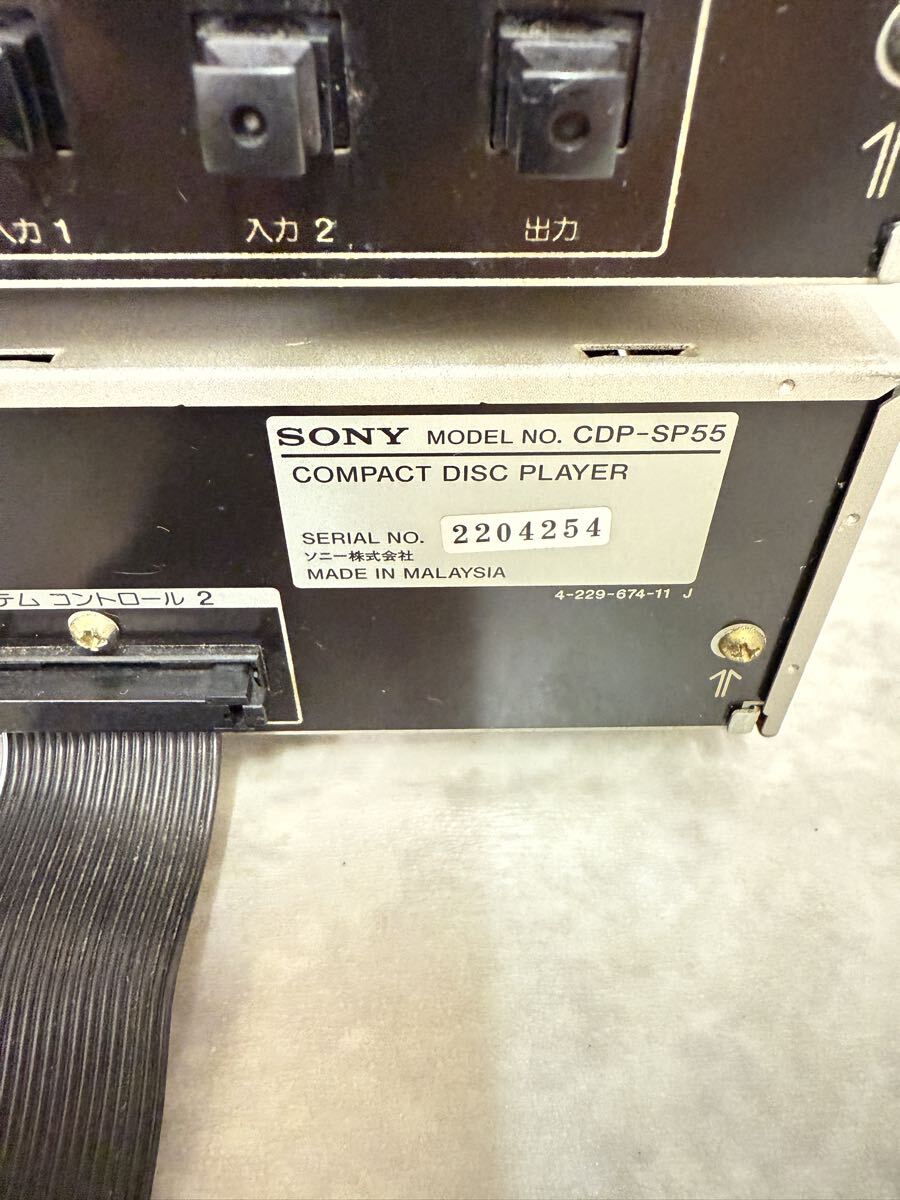 入力 1
入力 2
出力
SONY MODEL NO. CDP-SP55
COMPACT DISC PLAYER
SERIAL NO. 2204254
ソニー株式会社
MADE IN MALAYSIA
4-229-674-11 J
テム コントロール 2